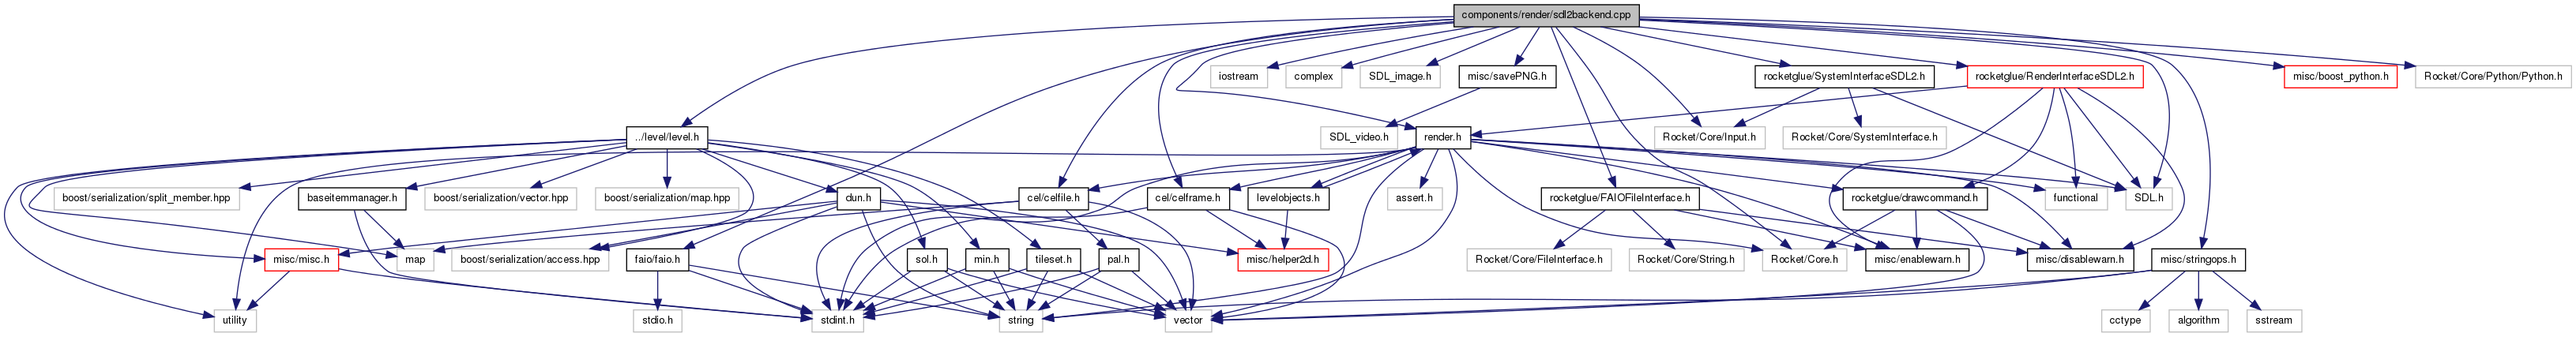 components/render/sdl2backend.cpp
iostream
complex
SDL_image.h
misc/savePNG.h
rocketglue/SystemInterfaceSDL2.h
rocketglue/RenderInterfaceSDL2.h
misc/boost_python.h
Rocket/Core/Python/Python.h
../level/level.h
SDL_video.h
render.h
Rocket/Core/Input.h
Rocket/Core/SystemInterface.h
boost/serialization/split_member.hpp
baseitemmanager.h
boost/serialization/vector.hpp
boost/serialization/map.hpp
dun.h
cel/celfile.h
cel/celframe.h
levelobjects.h
assert.h
rocketglue/FAIOFileInterface.h
rocketglue/drawcommand.h
functional
SDL.h
misc/misc.h
map
boost/serialization/access.hpp
faio/faio.h
sol.h
min.h
tileset.h
pal.h
misc/helper2d.h
Rocket/Core/FileInterface.h
Rocket/Core/String.h
Rocket/Core.h
misc/enablewarn.h
misc/disablewarn.h
misc/stringops.h
utility
stdio.h
stdint.h
string
vector
cctype
algorithm
sstream